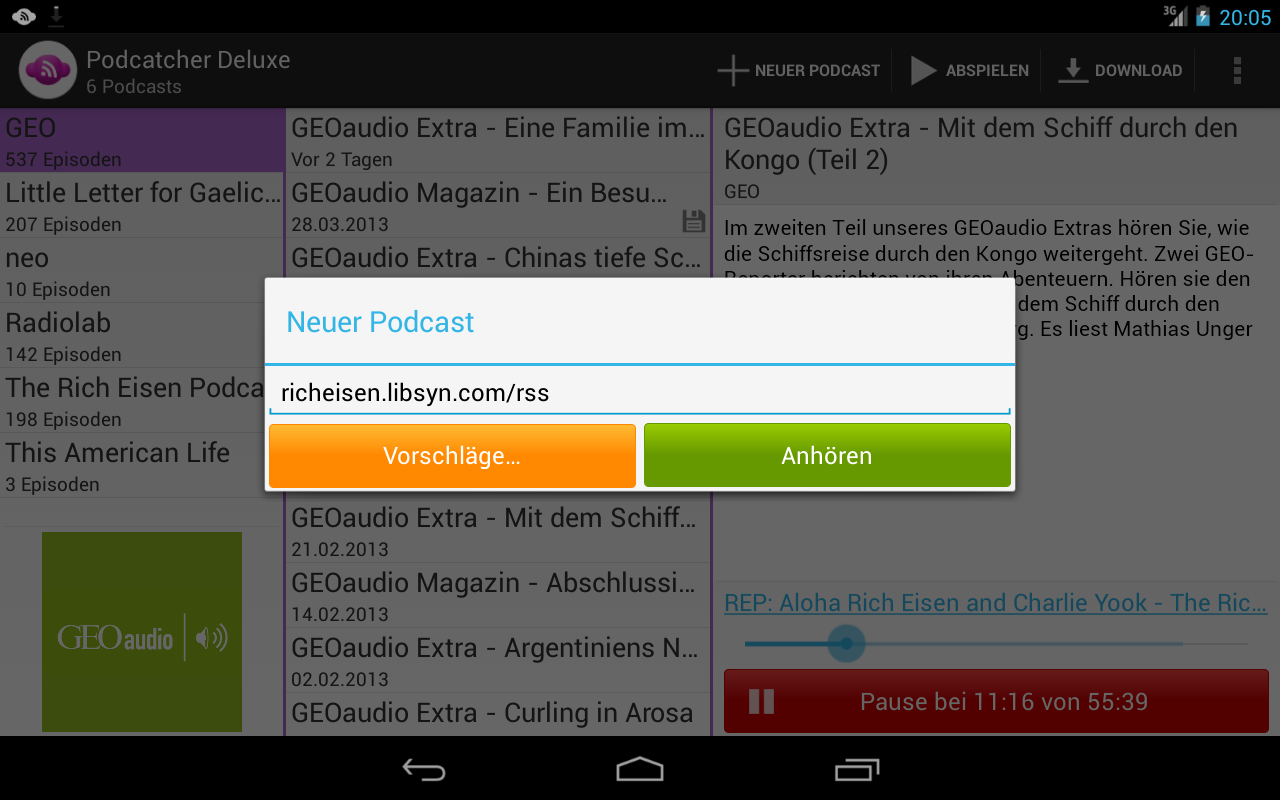 3G
20:05
Podcatcher Deluxe
6 Podcasts
NEUER PODCAST
ABSPIELEN
DOWNLOAD
GEO
537 Episoden
Little Letter for Gaelic…
207 Episoden
neo
10 Episoden
Radiolab
142 Episoden
The Rich Eisen Podca
198 Episoden
This American Life
3 Episoden
GEO audio
GEOaudio Extra - Eine Familie im…
Vor 2 Tagen
GEOaudio Magazin - Ein Besu…
28.03.2013
GEOaudio Extra - Chinas tiefe Sc…
GEOaudio Extra - Mit dem Schiff…
21.02.2013
GEOaudio Magazin - Abschlussi…
14.02.2013
GEOaudio Extra - Argentiniens N…
02.02.2013
GEOaudio Extra - Curling in Arosa
GEOaudio Extra - Mit dem Schiff durch den
Kongo (Teil 2)
GEO
Im zweiten Teil unseres GEOaudio Extras hören Sie, wie
die Schiffsreise durch den Kongo weitergeht. Zwei GEO-
Reporter berichten von ihren Abenteuern. Hören sie den
dem Schiff durch den
g. Es liest Mathias Unger
Neuer Podcast
richeisen.libsyn.com/rss
Vorschläge…
Anhören
REP: Aloha Rich Eisen and Charlie Yook - The Ric…
Pause bei 11:16 von 55:39